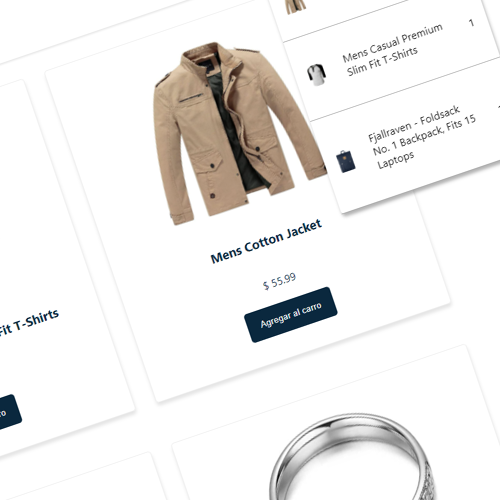 Mens Casual Premium
Slim Fit T-Shirts
1
Fjallraven - Foldsack
No. 1 Backpack, Fits 15
Laptops
Mens Cotton Jacket
$ 55.99
Agregar al carro
Fit T-Shirts